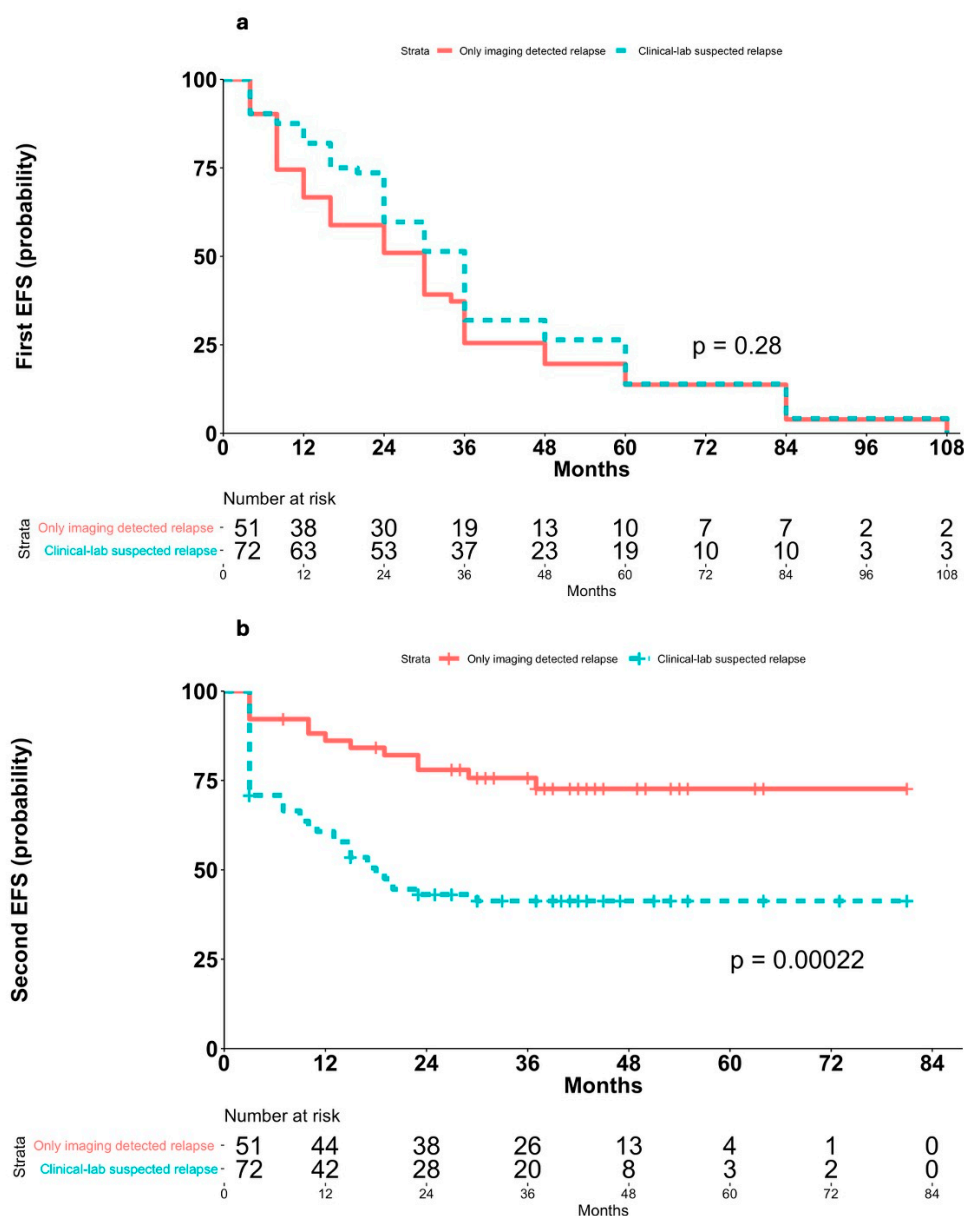 a
Strata Only imaging detected relapse Clinical-lab suspected relapse
First EFS (probability)
100
75
50
25
0
p = 0.28
0 12 24 36 48 60 72 84 96 108
Months
Number at risk
Strata
Only imaging detected relapse 51 38 30 19 13 10 7 7 2 2
Clinical-lab suspected relapse 72 63 53 37 23 19 10 10 3 3
0 12 24 36 48 60 72 84 96 108
Months
b
Strata Only imaging detected relapse Clinical-lab suspected relapse
Second EFS (probability)
100
75
50
25
0
p = 0.00022
0 12 24 36 48 60 72 84
Months
Number at risk
Strata
Only imaging detected relapse 51 44 38 26 13 4 1 0
Clinical-lab suspected relapse 72 42 28 20 8 3 2 0
0 12 24 36 48 60 72 84
Months